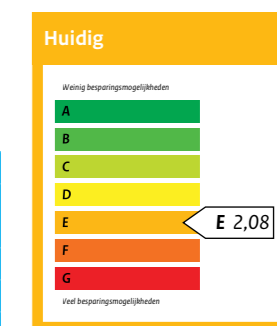 Huidig
Weinig besparingsmogelijkheden
A
B
C
D
E
E 2,08
F
G
Veel besparingsmogelijkheden